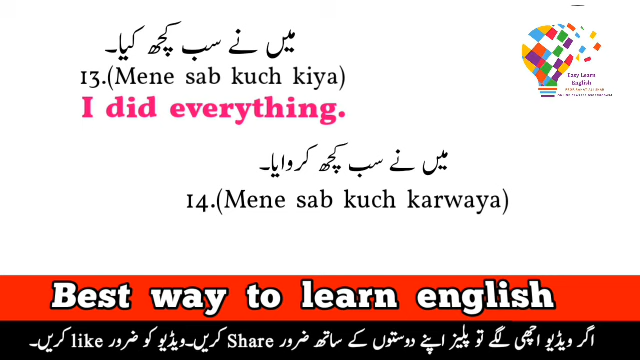 میں نے سب کچھ کیا۔
13.(Mene sab kuch kiya)
I did everything.
Easy Learn
English
میں نے سب کچھ کروایا۔
14.(Mene sab kuch karwaya)
Best way to learn english
اگر ویڈیو اچھی لگے تو پلیز اپنے دوستوں کے ساتھ ضرور Share کریں۔ویڈیو کو ضرور like کریں۔